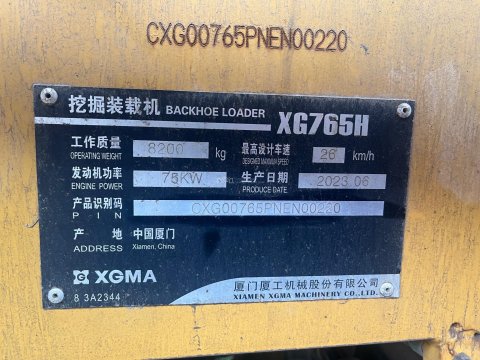 CXG00765PNEN00220
挖掘装载机 BACKHOE LOADER XG765H
工作质量 8200 kg 最高设计车速 26 km/h
OPERATING WEIGHT DESIGNED MAXIMUM SPEED
发动机功率 75KW 生产日期 2023.06
ENGINE POWER PRODUCE DATE
产品识别码 CXG00765PNEN00220
PIN
产地 中国厦门
ADDRESS Xiamen, China
XGMA 厦门厦工机械股份有限公司
8 3A2344 XIAMEN XGMA MACHINERY CO.,LTD.